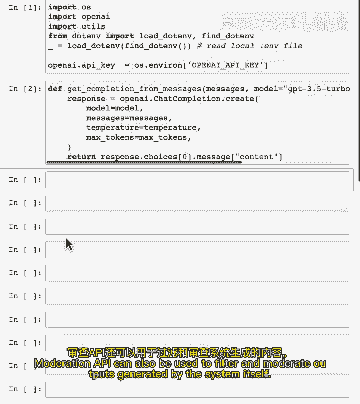 In [1]:
import os
import openai
import utils
from dotenv import load_dotenv, find_dotenv
_ = load_dotenv(find_dotenv()) # read local .env file
openai.api_key = os.environ['OPENAI_API_KEY']
In [2]:
def get_completion_from_messages(messages, model="gpt-3.5-turbo
response = openai.ChatCompletion.create(
model=model,
messages=messages,
temperature=temperature,
max_tokens=max_tokens,
)
return response.choices[0].message["content"]
In [ ]:
In [ ]:
In [ ]:
In [ ]:
In [ ]:
In [ ]:
In [ ]:
In [ ]:
In [ ]:
In [ ]:
审查API还可以用于过滤和审查系统生成的内容。
Moderation API can also be used to filter and moderate ou
tputs generated by the system itself.